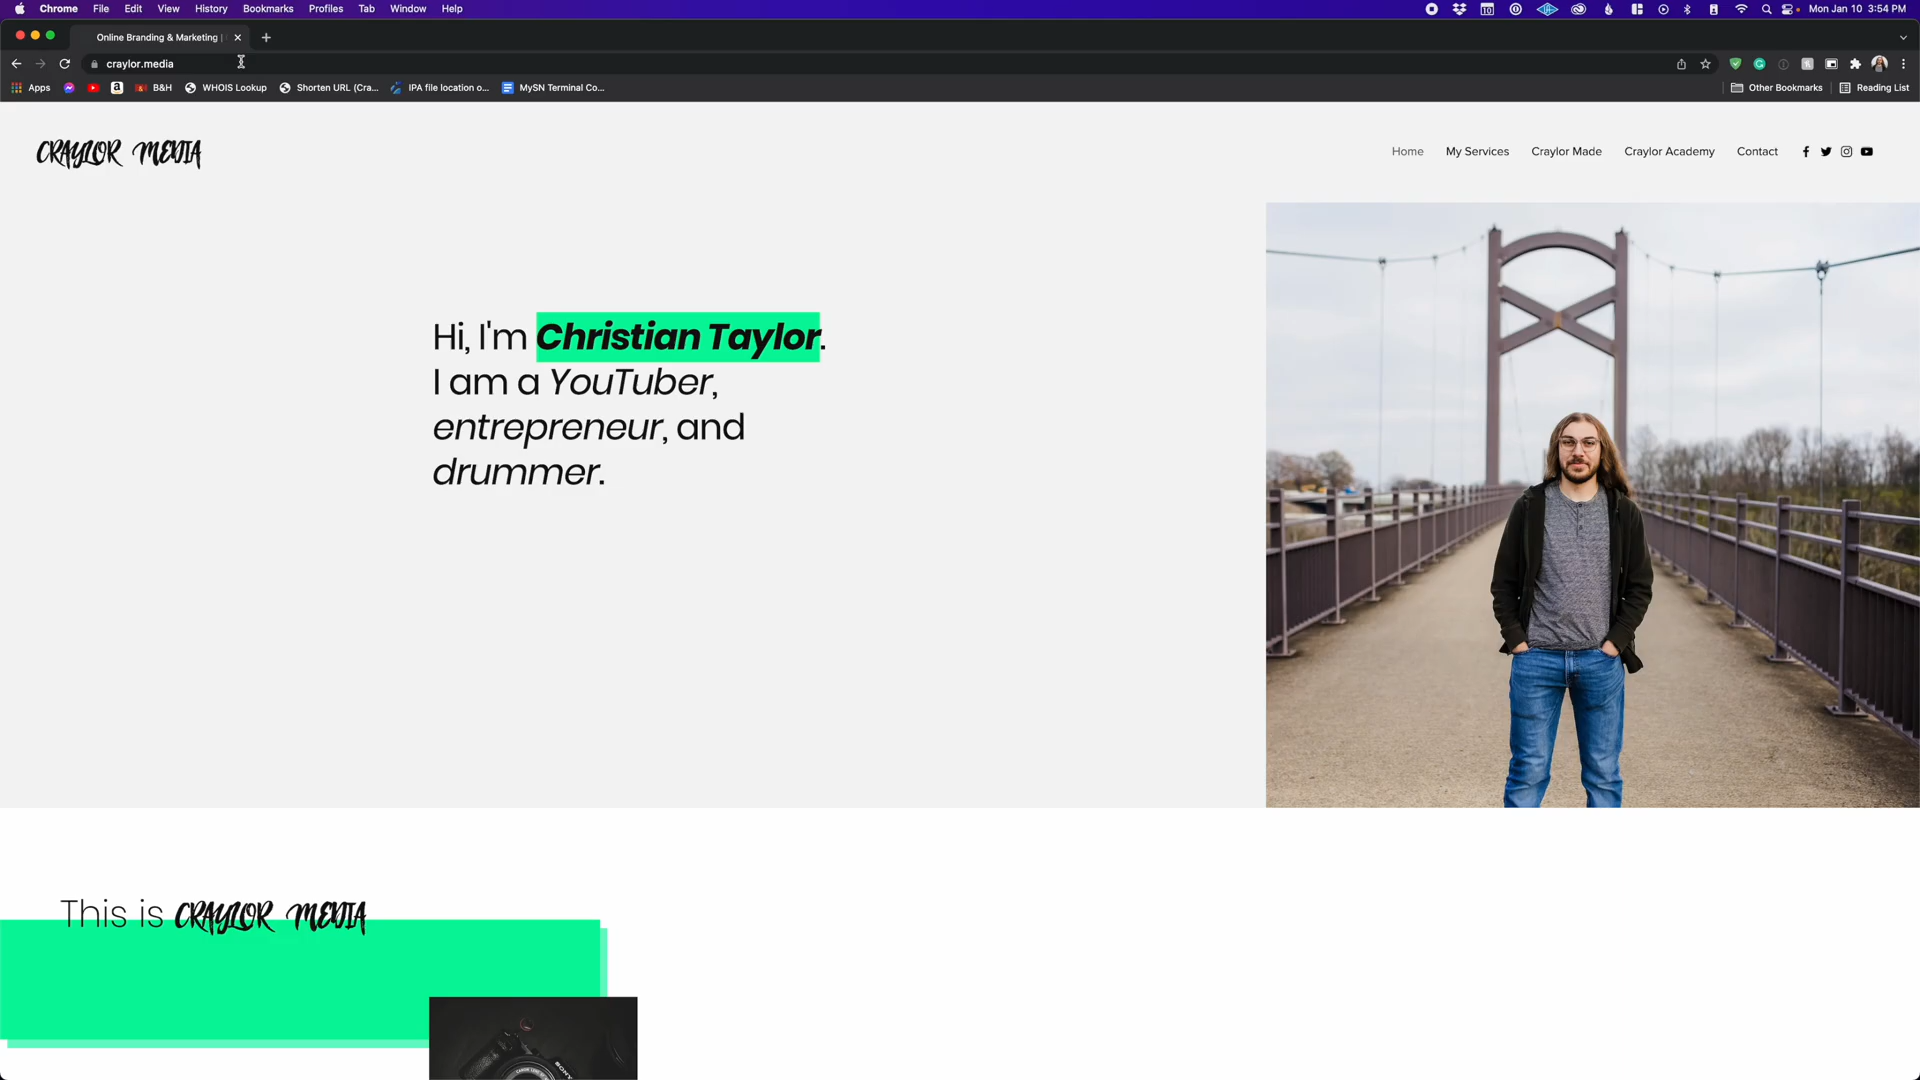 Chrome File Edit View History Bookmarks Profiles Tab Window Help
10 Mon Jan 10 3:54 PM
Online Branding & Marketing |
craylor.media
Apps B&H WHOIS Lookup Shorten URL (Cra... IPA file location o... MySN Terminal Co... Other Bookmarks Reading List
CRAYLOR MEDIA
Home My Services Craylor Made Craylor Academy Contact
Hi, I'm Christian Taylor.
I am a YouTuber,
entrepreneur, and
drummer.
This is CRAYLOR MEDIA
SONY